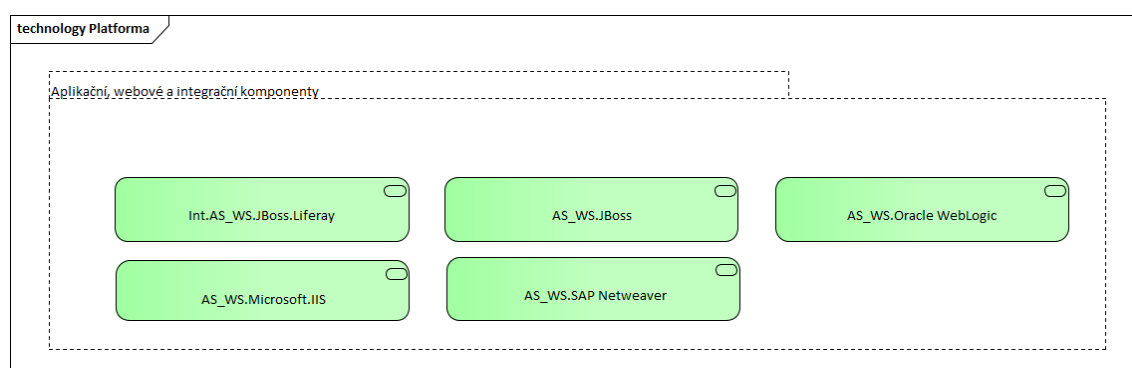 technology Platforma
Aplikační, webové a integrační komponenty
Int.AS_WS.JBoss.Liferay
AS_WS.JBoss
AS_WS.Oracle WebLogic
AS_WS.Microsoft.IIS
AS_WS.SAP Netweaver